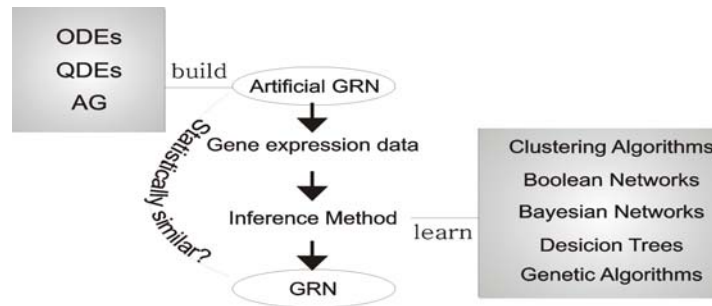 ODEs
QDEs
AG
build
Artificial GRN
Gene expression data
Inference Method
GRN
Statistically similar?
learn
Clustering Algorithms
Boolean Networks
Bayesian Networks
Desicion Trees
Genetic Algorithms